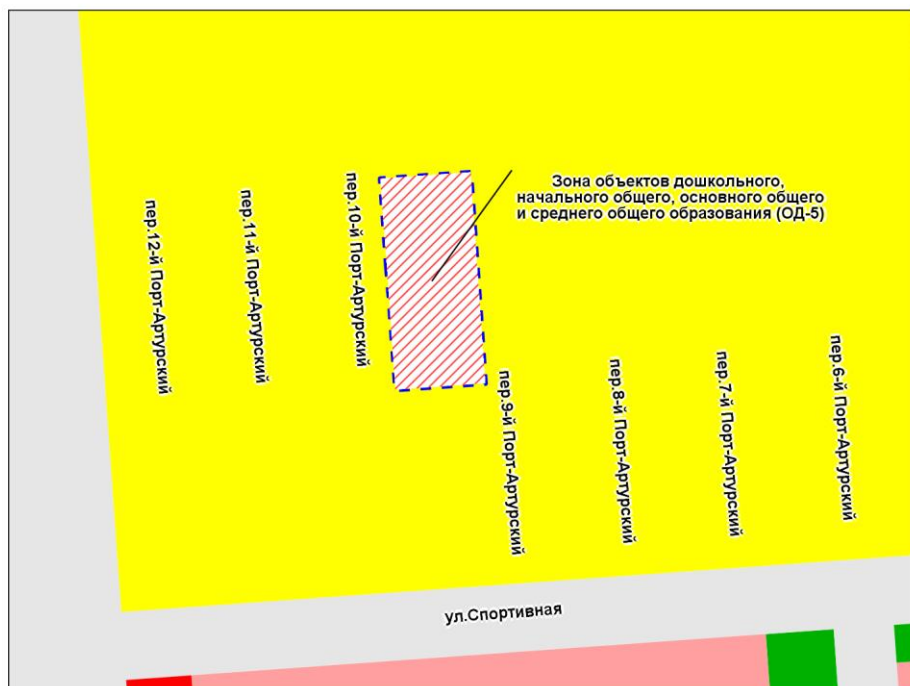 Зона объектов дошкольного,
начального общего, основного общего
и среднего общего образования (ОД-5)
пер.12-й Порт-Артурский
пер.11-й Порт-Артурский
пер.10-й Порт-Артурский
пер.9-й Порт-Артурский
пер.8-й Порт-Артурский
пер.7-й Порт-Артурский
пер.6-й Порт-Артурский
ул.Спортивная